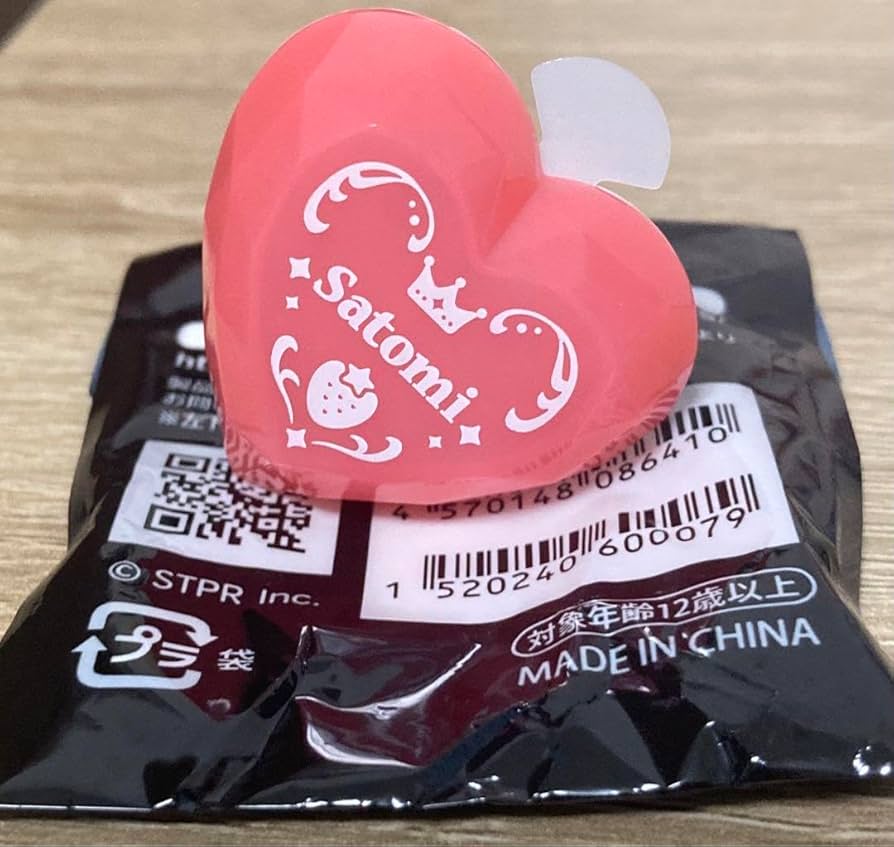 Satomi
4 570148 086410
1 520240 600079
© STPR Inc.
対象年齢12歳以上
プラ
袋
MADE IN CHINA